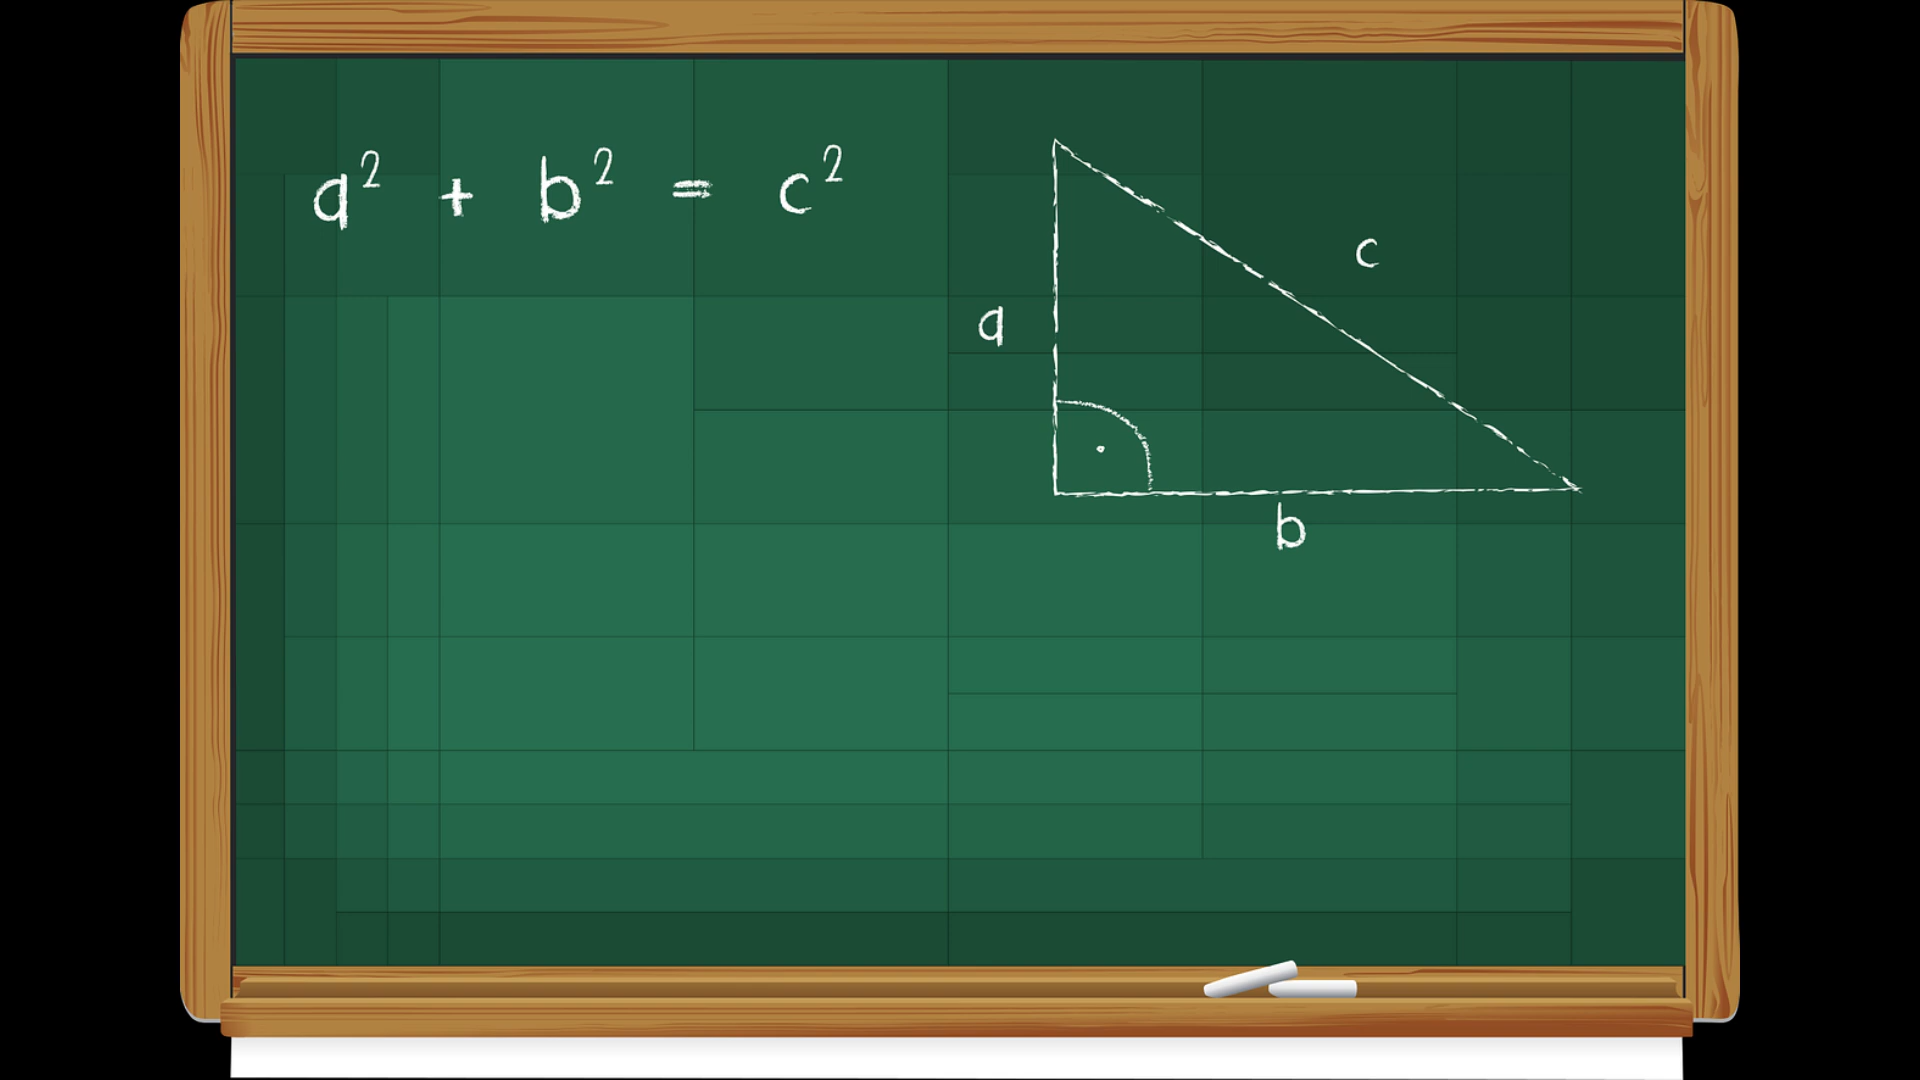 a² + b² = c²
c
a
b